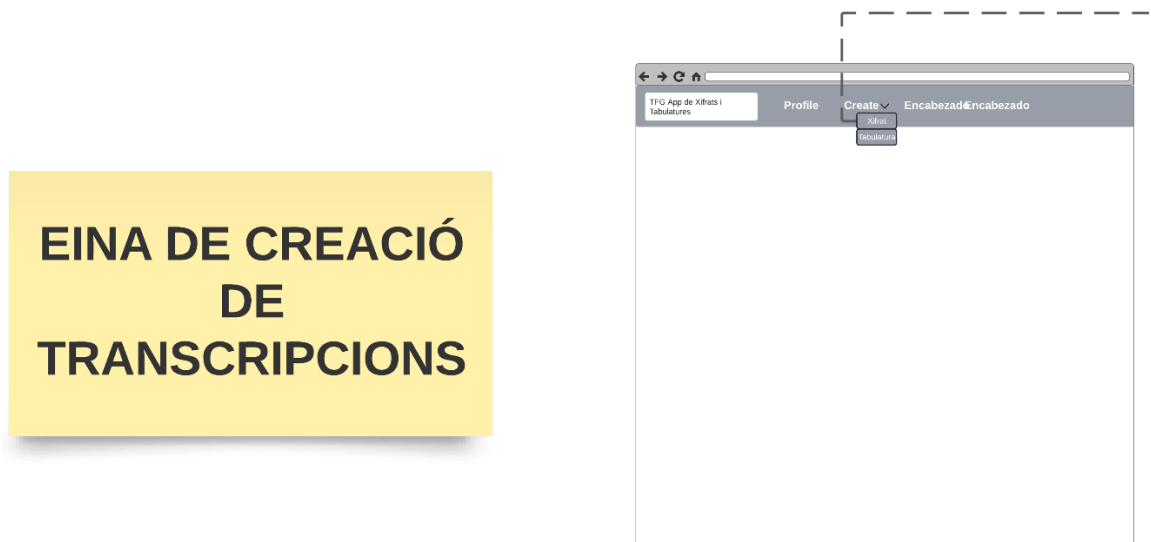 EINA DE CREACIÓ
DE
TRANSCRIPCIONS
TFG App de Xifrats i
Tabulatures
Profile Create Encabezado Encabezado
Xifrat
Tabulatura